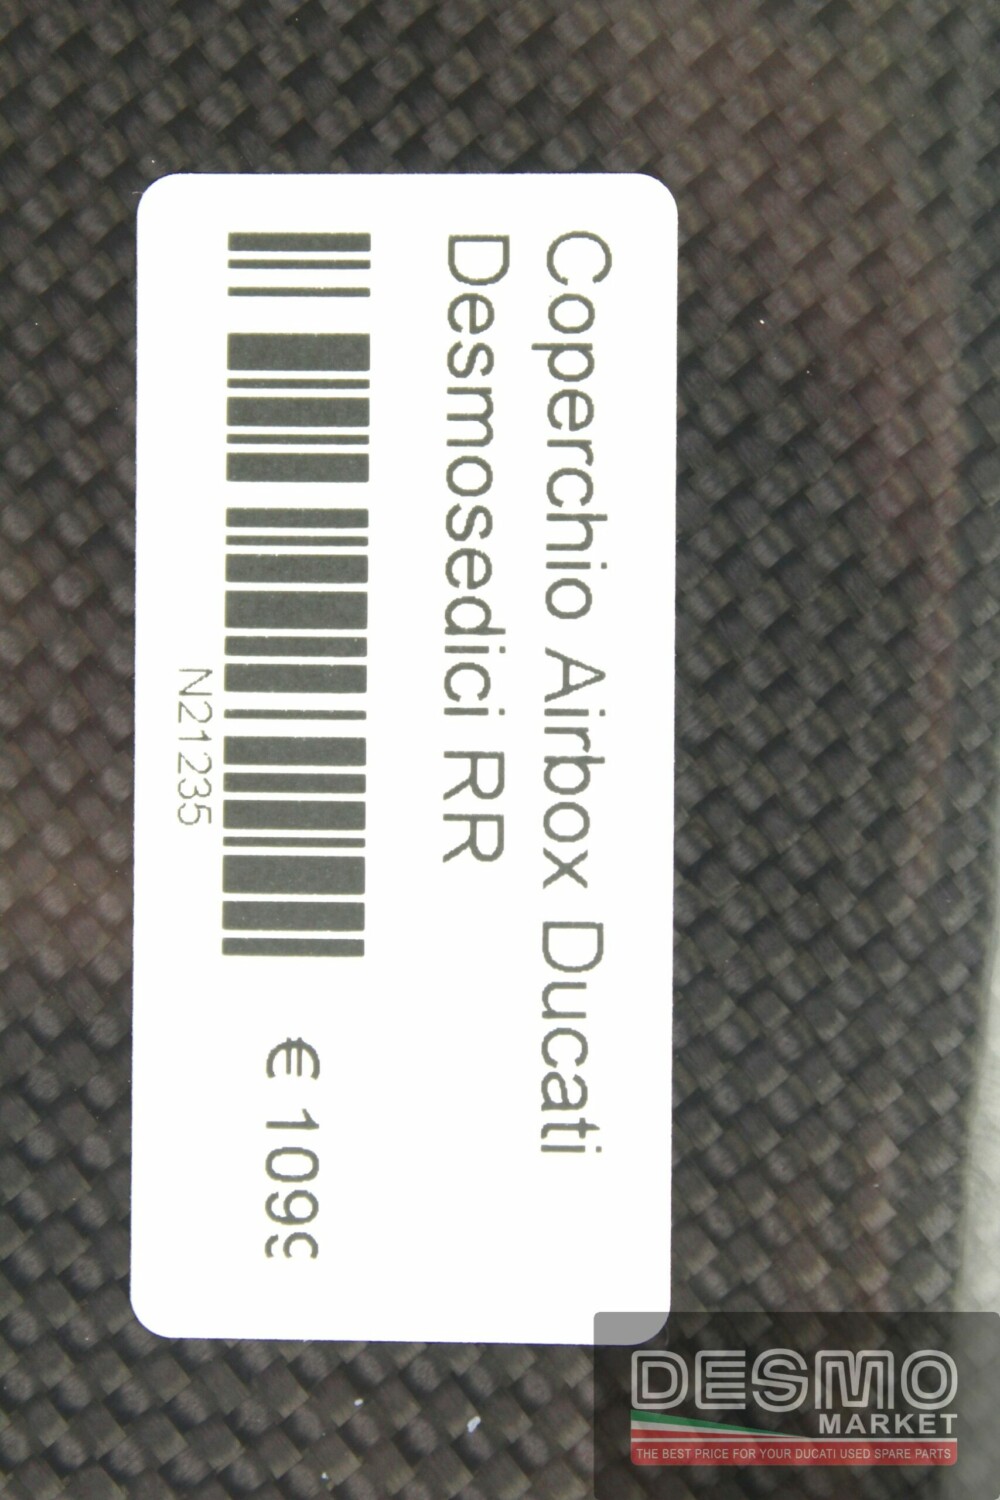 Coperchio Airbox Ducati
Desmosedici RR
N21235
€ 109
DESMO
MARKET
THE BEST PRICE FOR YOUR DUCATI USED SPARE PARTS